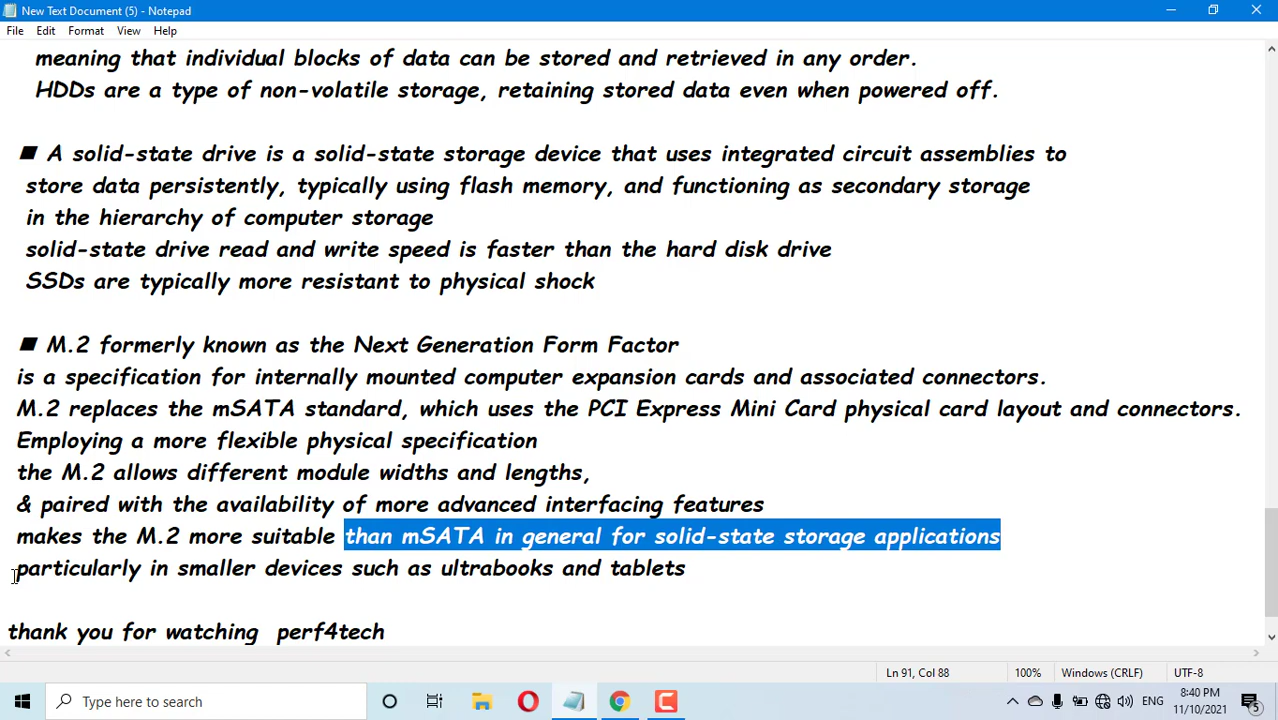 New Text Document (5) - Notepad
File Edit Format View Help
meaning that individual blocks of data can be stored and retrieved in any order.
HDDs are a type of non-volatile storage, retaining stored data even when powered off.
■ A solid-state drive is a solid-state storage device that uses integrated circuit assemblies to
store data persistently, typically using flash memory, and functioning as secondary storage
in the hierarchy of computer storage
solid-state drive read and write speed is faster than the hard disk drive
SSDs are typically more resistant to physical shock
■ M.2 formerly known as the Next Generation Form Factor
is a specification for internally mounted computer expansion cards and associated connectors.
M.2 replaces the mSATA standard, which uses the PCI Express Mini Card physical card layout and connectors.
Employing a more flexible physical specification
the M.2 allows different module widths and lengths,
& paired with the availability of more advanced interfacing features
makes the M.2 more suitable than mSATA in general for solid-state storage applications
particularly in smaller devices such as ultrabooks and tablets
thank you for watching perf4tech
Ln 91, Col 88 100% Windows (CRLF) UTF-8
Type here to search ENG 8:40 PM
11/10/2021 5